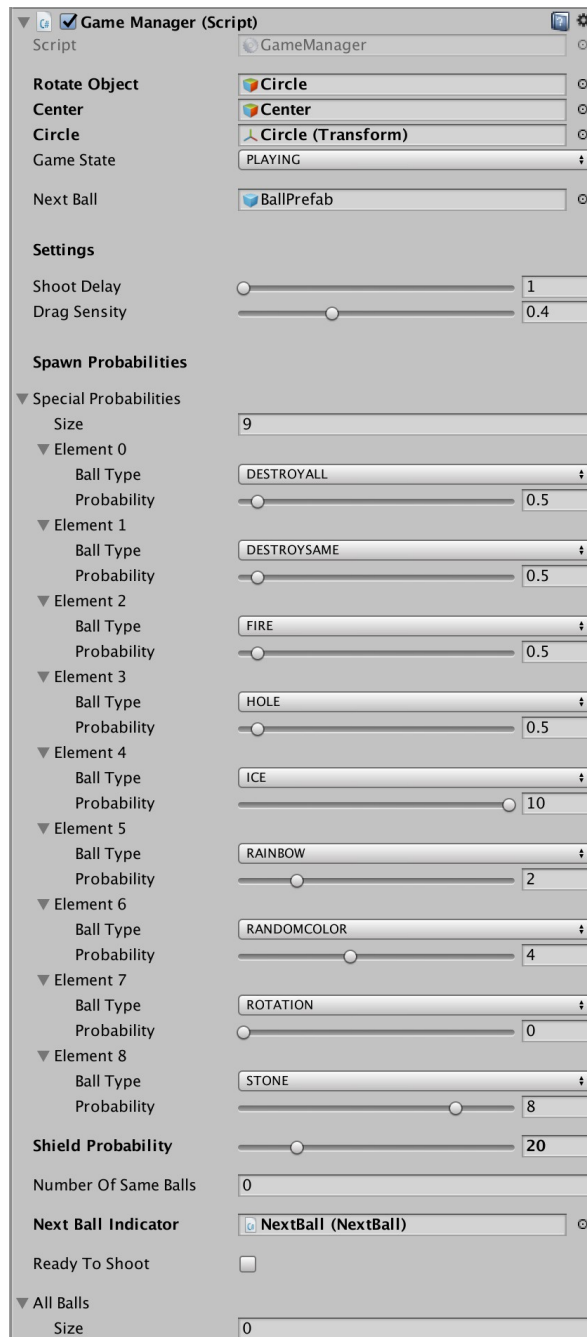 Game Manager (Script)
Script GameManager
Rotate Object Circle
Center Center
Circle Circle (Transform)
Game State PLAYING
Next Ball BallPrefab
Settings
Shoot Delay 1
Drag Sensity 0.4
Spawn Probabilities
Special Probabilities
Size 9
Element 0
Ball Type DESTROYALL
Probability 0.5
Element 1
Ball Type DESTROYSAME
Probability 0.5
Element 2
Ball Type FIRE
Probability 0.5
Element 3
Ball Type HOLE
Probability 0.5
Element 4
Ball Type ICE
Probability 10
Element 5
Ball Type RAINBOW
Probability 2
Element 6
Ball Type RANDOMCOLOR
Probability 4
Element 7
Ball Type ROTATION
Probability 0
Element 8
Ball Type STONE
Probability 8
Shield Probability 20
Number Of Same Balls 0
Next Ball Indicator NextBall (NextBall)
Ready To Shoot
All Balls
Size 0